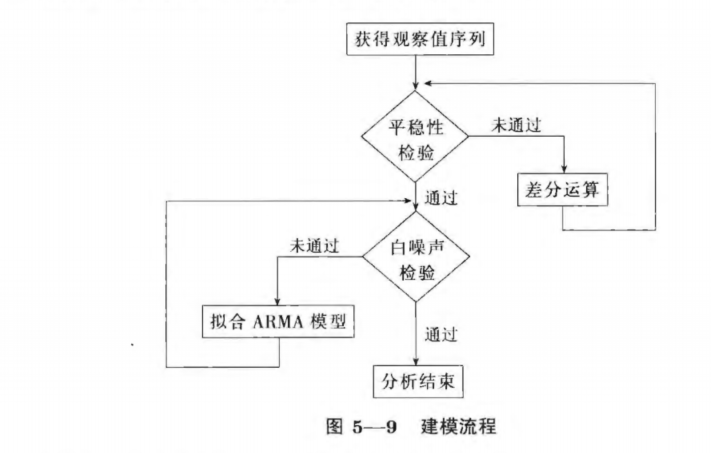 获得观察值序列
平稳性
检验
未通过
差分运算
通过
白噪声
检验
未通过
拟合 ARMA 模型
通过
分析结束
图 5—9 建模流程